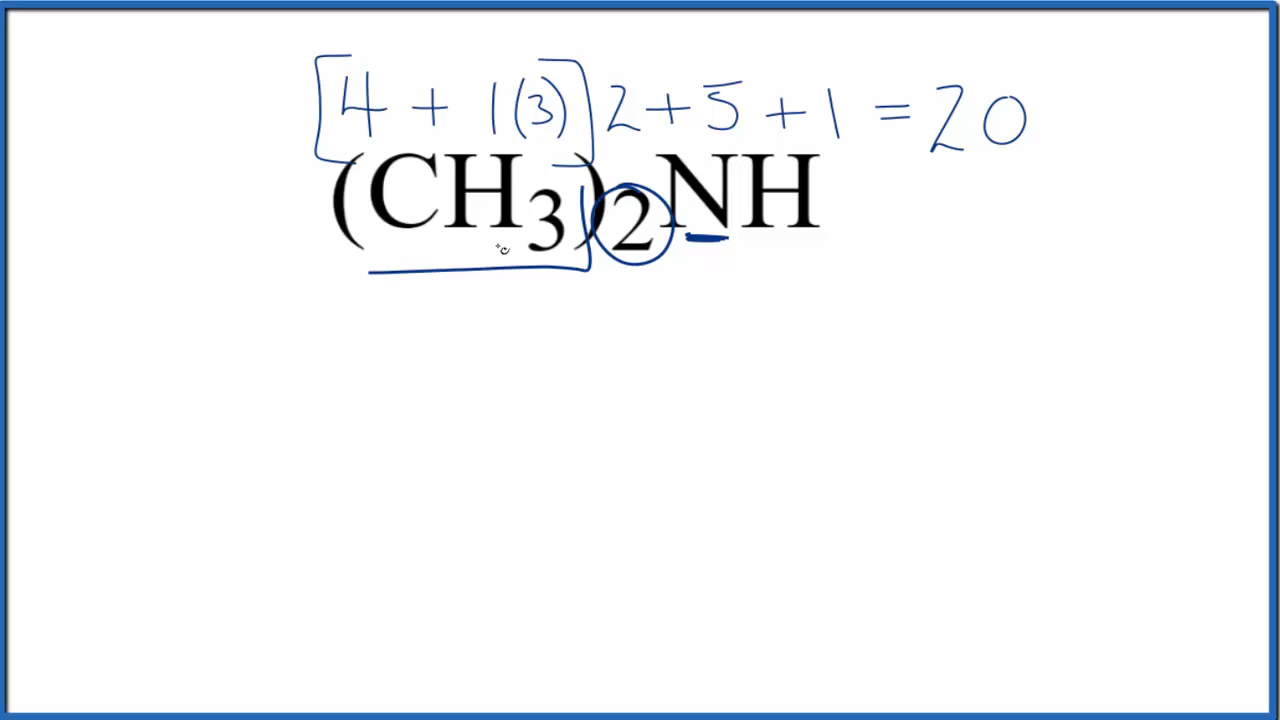 [4 + 1(3)]2 + 5 + 1 = 20
(CH₃)₂NH